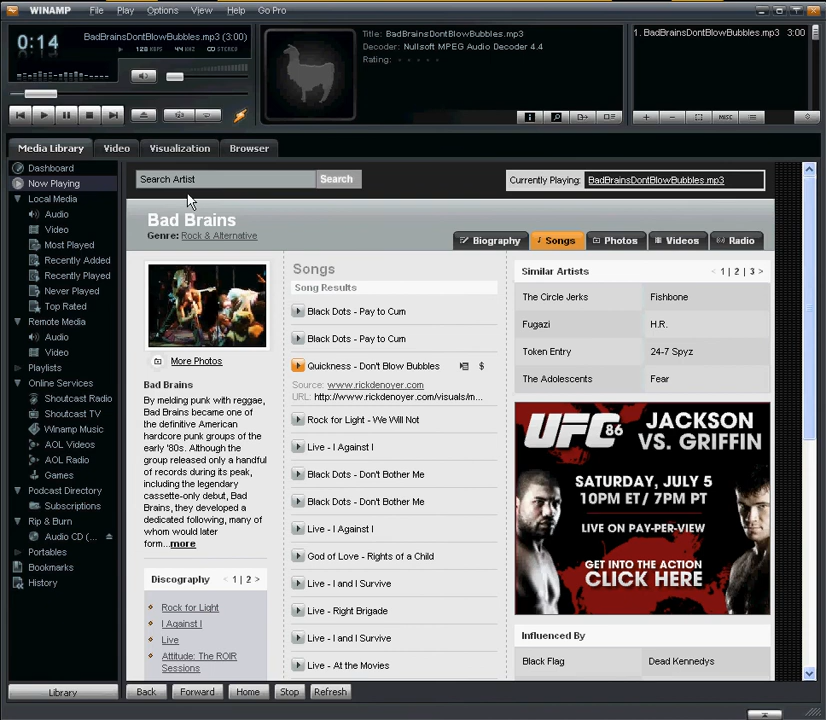 WINAMP File Play Options View Help Go Pro
0:14
BadBrainsDontBlowBubbles.mp3 (3:00)
128 KBPS 44 KHZ STEREO
Title: BadBrainsDontBlowBubbles.mp3
Decoder: Nullsoft MPEG Audio Decoder 4.4
Rating:
1. BadBrainsDontBlowBubbles.mp3 3:00
MISC
Media Library Video Visualization Browser
Dashboard
Now Playing
Local Media
Audio
Video
Most Played
Recently Added
Recently Played
Never Played
Top Rated
Remote Media
Audio
Video
Playlists
Online Services
Shoutcast Radio
Shoutcast TV
Winamp Music
AOL Videos
AOL Radio
Games
Podcast Directory
Subscriptions
Rip & Burn
Audio CD (...
Portables
Bookmarks
History
Library
Search Artist Search
Currently Playing: BadBrainsDontBlowBubbles.mp3
Bad Brains
Genre: Rock & Alternative
Biography Songs Photos Videos Radio
More Photos
Bad Brains
By melding punk with reggae,
Bad Brains became one of
the definitive American
hardcore punk groups of the
early '80s. Although the
group released only a handful
of records during its peak,
including the legendary
cassette-only debut, Bad
Brains, they developed a
dedicated following, many of
whom would later
form...more
Discography < 1 | 2 >
Rock for Light
I Against I
Live
Attitude: The ROIR
Sessions
Songs
Song Results
Black Dots - Pay to Cum
Black Dots - Pay to Cum
Quickness - Don't Blow Bubbles $
Source: www.rickdenoyer.com
URL: http://www.rickdenoyer.com/visuals/m...
Rock for Light - We Will Not
Live - I Against I
Black Dots - Don't Bother Me
Black Dots - Don't Bother Me
Live - I Against I
God of Love - Rights of a Child
Live - I and I Survive
Live - Right Brigade
Live - I and I Survive
Live - At the Movies
Similar Artists < 1 | 2 | 3 >
The Circle Jerks Fishbone
Fugazi H.R.
Token Entry 24-7 Spyz
The Adolescents Fear
UFC 86 JACKSON
VS. GRIFFIN
SATURDAY, JULY 5
10PM ET/ 7PM PT
LIVE ON PAY-PER-VIEW
GET INTO THE ACTION
CLICK HERE
Influenced By
Black Flag Dead Kennedys
Back Forward Home Stop Refresh